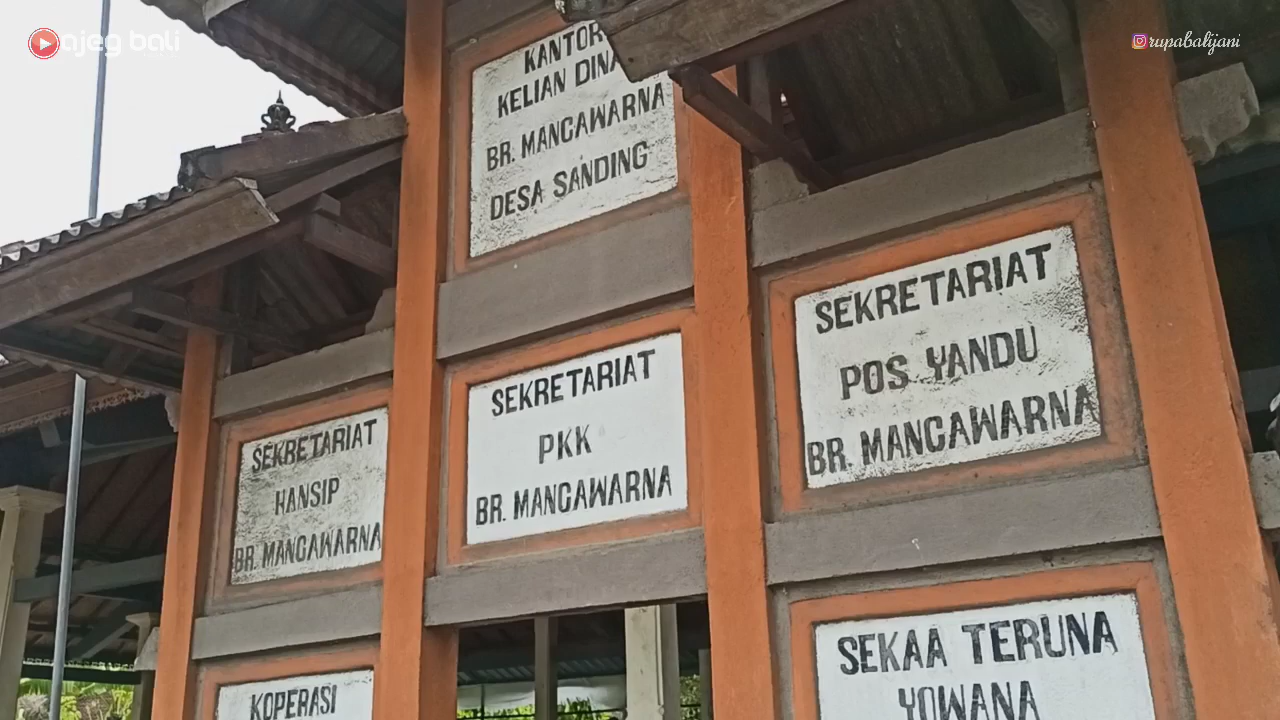 ajeg bali
rupabalijani
KANTOR
KELIAN DINA
BR. MANCAWARNA
DESA SANDING
SEKRETARIAT
HANSIP
BR. MANCAWARNA
SEKRETARIAT
PKK
BR. MANCAWARNA
SEKRETARIAT
POS YANDU
BR. MANCAWARNA
KOPERASI
SEKAA TERUNA
YOWANA